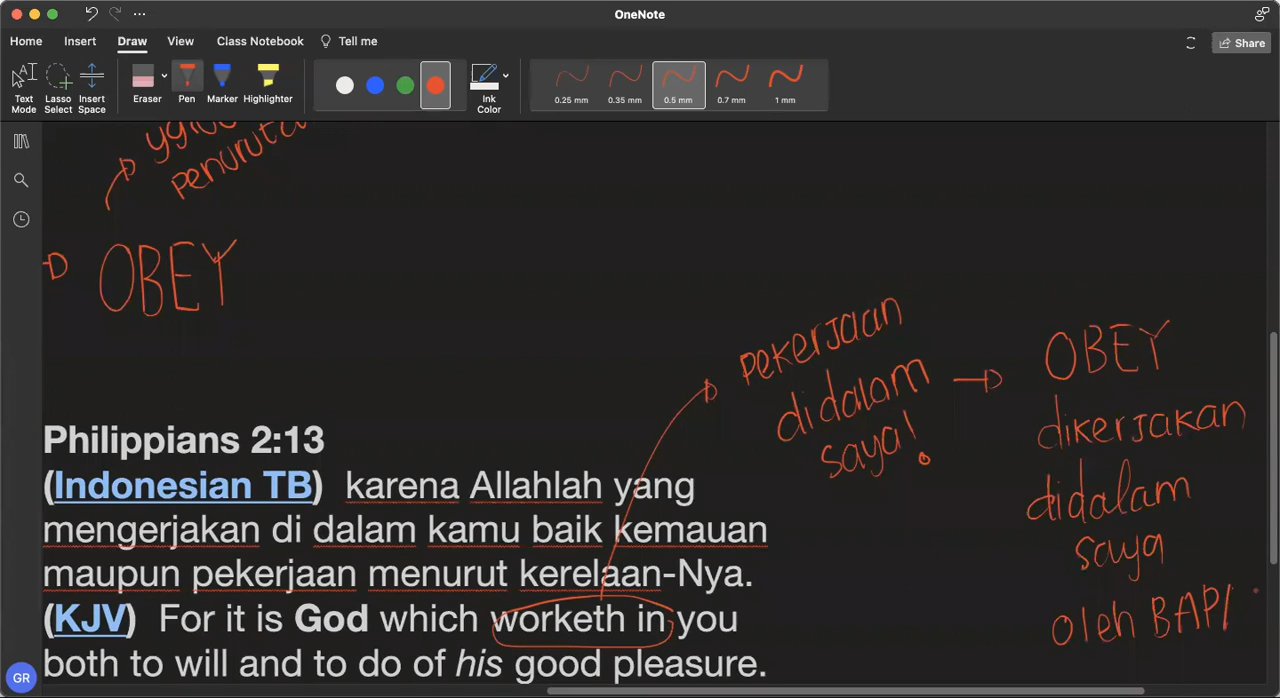 OneNote
Home Insert Draw View Class Notebook Tell me
Share
Text Mode
Lasso Select
Insert Space
Eraser
Pen
Marker
Highlighter
Ink Color
0.25 mm
0.35 mm
0.5 mm
0.7 mm
1 mm
OBEY
pekerjaan
didalam
saya!
OBEY
dikerjakan
didalam
saya
oleh BAPA
Philippians 2:13
(Indonesian TB) karena Allahlah yang
mengerjakan di dalam kamu baik kemauan
maupun pekerjaan menurut kerelaan-Nya.
(KJV) For it is God which worketh in you
both to will and to do of his good pleasure.
GR